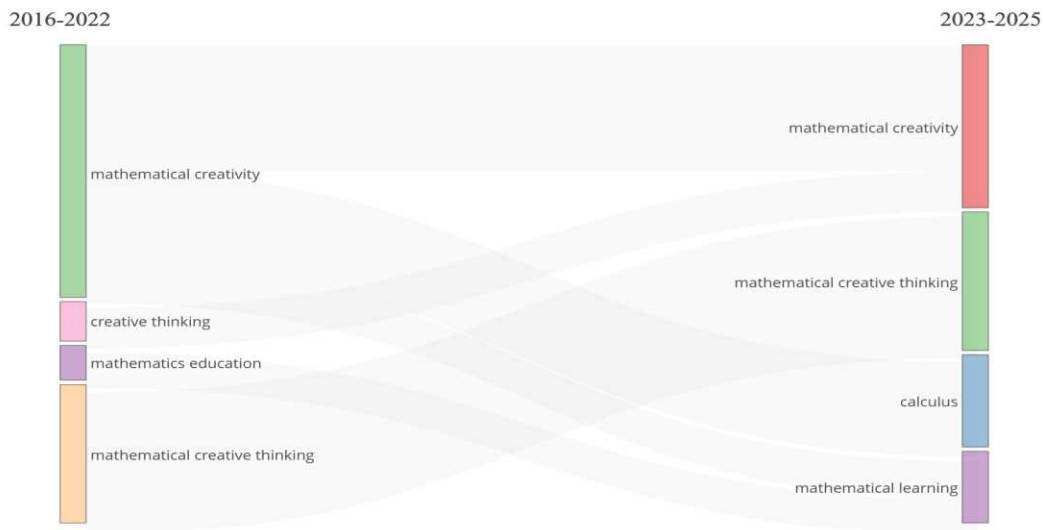 2016-2022
2023-2025
mathematical creativity
creative thinking
mathematics education
mathematical creative thinking
mathematical creativity
mathematical creative thinking
calculus
mathematical learning